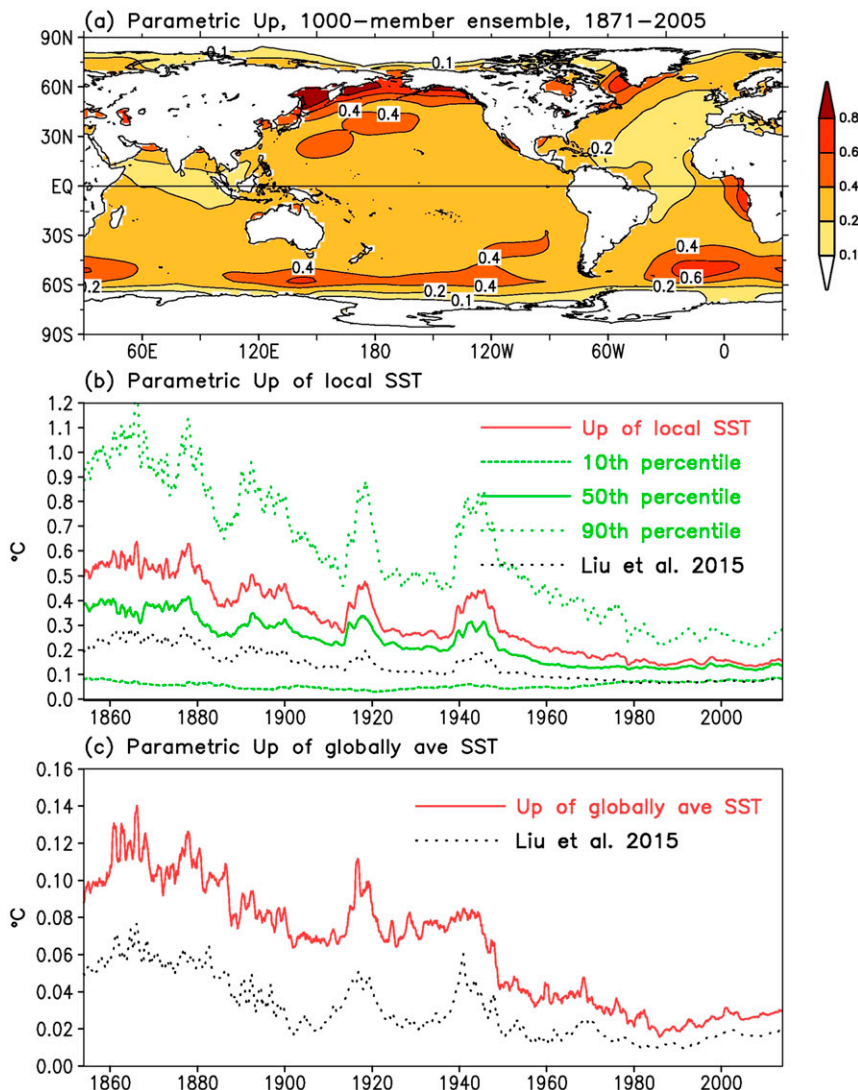 (a) Parametric Up, 1000-member ensemble, 1871-2005
90N
60N
30N
EQ
30S
60S
90S
0.1
0.1
0.4
0.4
0.2
0.4
0.4
0.4
0.2
0.2
0.1
0.2
0.6
60E 120E 180 120W 60W 0
0.8
0.6
0.4
0.2
0.1
(b) Parametric Up of local SST
°C
1.2
1.1
1.0
0.9
0.8
0.7
0.6
0.5
0.4
0.3
0.2
0.1
0.0
Up of local SST
10th percentile
50th percentile
90th percentile
Liu et al. 2015
1860 1880 1900 1920 1940 1960 1980 2000
(c) Parametric Up of globally ave SST
°C
0.16
0.14
0.12
0.10
0.08
0.06
0.04
0.02
0.00
Up of globally ave SST
Liu et al. 2015
1860 1880 1900 1920 1940 1960 1980 2000